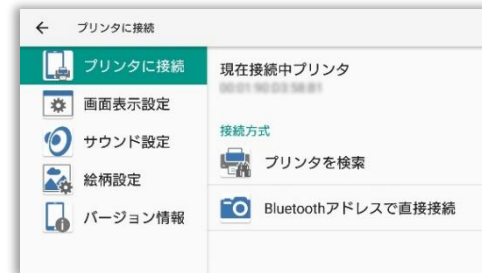 ← プリンタに接続
プリンタに接続
画面表示設定
サウンド設定
絵柄設定
バージョン情報
現在接続中プリンタ
接続方式
プリンタを検索
Bluetoothアドレスで直接接続